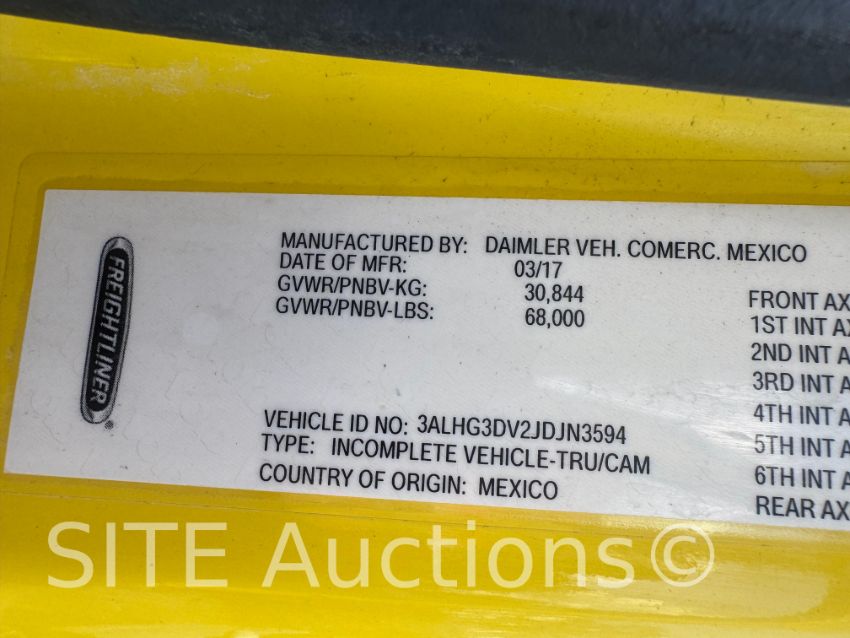 FREIGHTLINER
MANUFACTURED BY: DAIMLER VEH. COMERC. MEXICO
DATE OF MFR: 03/17
GVWR/PNBV-KG: 30,844
GVWR/PNBV-LBS: 68,000
FRONT AX
1ST INT AX
2ND INT A
3RD INT A
4TH INT A
5TH INT A
6TH INT A
REAR AX
VEHICLE ID NO: 3ALHG3DV2JDJN3594
TYPE: INCOMPLETE VEHICLE-TRU/CAM
COUNTRY OF ORIGIN: MEXICO
SITE Auctions©